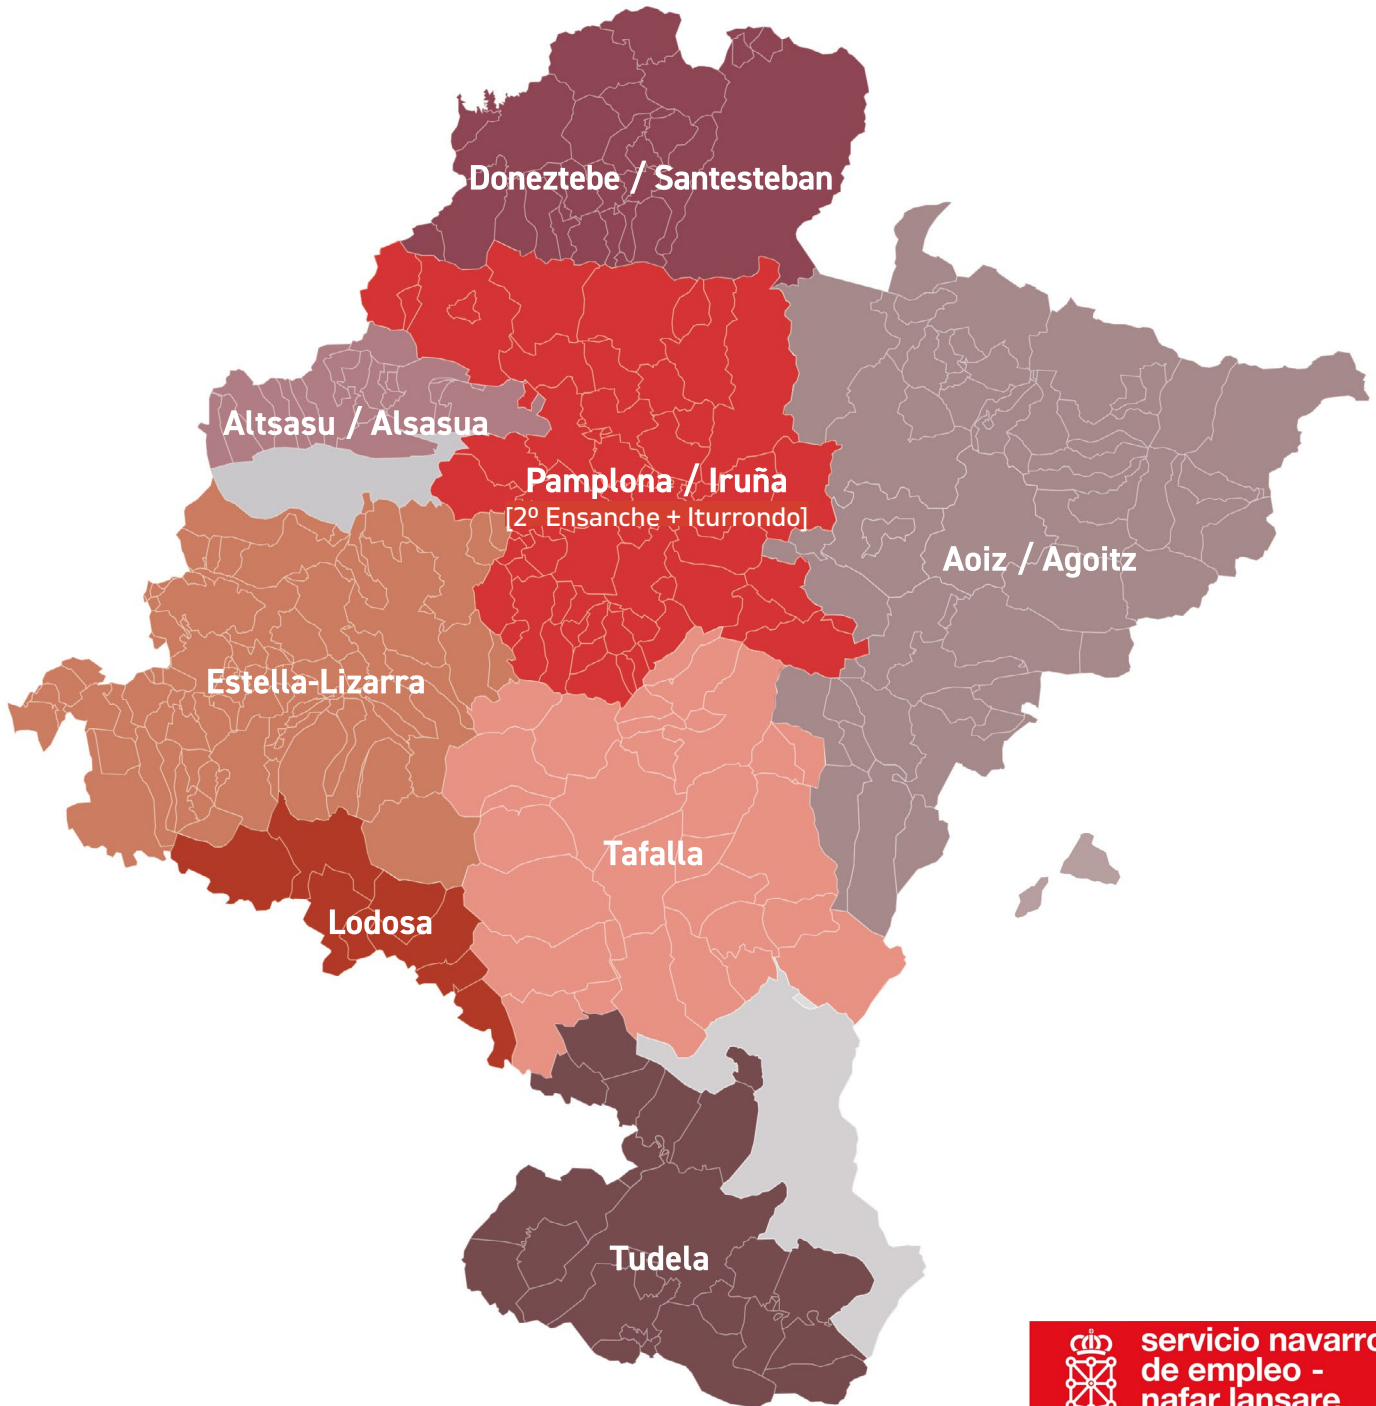 Doneztebe / Santesteban
Altsasu / Alsasua
Pamplona / Iruña
[2º Ensanche + Iturrondo]
Aoiz / Agoitz
Estella-Lizarra
Tafalla
Lodosa
Tudela
servicio navarro
de empleo -
nafar lansare